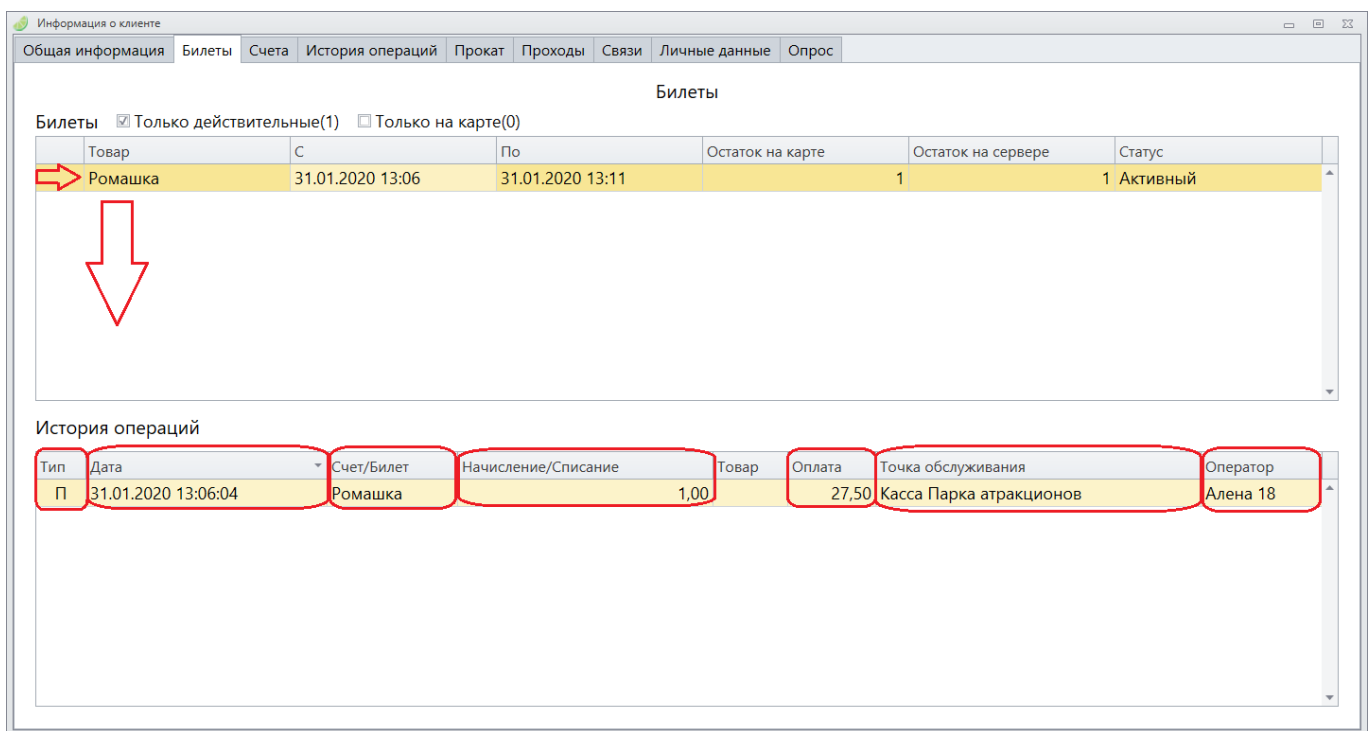 Информация о клиенте
Общая информация Билеты Счета История операций Прокат Проходы Связи Личные данные Опрос
Билеты
Билеты Только действительные(1) Только на карте(0)
Товар С По Остаток на карте Остаток на сервере Статус
Ромашка 31.01.2020 13:06 31.01.2020 13:11 1 1 Активный
История операций
Тип Дата Счет/Билет Начисление/Списание Товар Оплата Точка обслуживания Оператор
П 31.01.2020 13:06:04 Ромашка 1,00 27,50 Касса Парка атракционов Алена 18